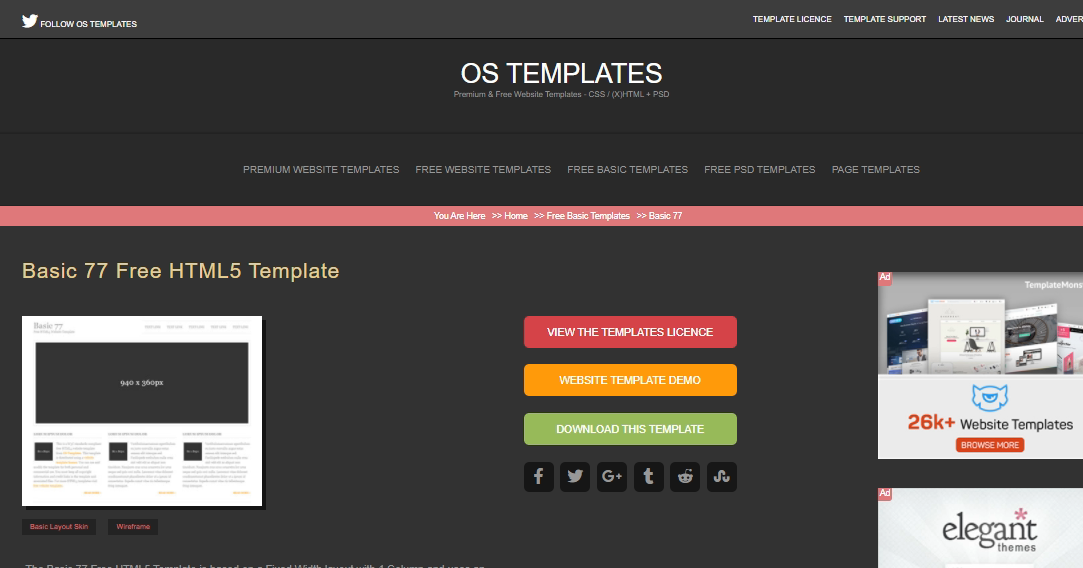 FOLLOW OS TEMPLATES
TEMPLATE LICENCE TEMPLATE SUPPORT LATEST NEWS JOURNAL ADVER
OS TEMPLATES
Premium & Free Website Templates - CSS / (X)HTML + PSD
PREMIUM WEBSITE TEMPLATES FREE WEBSITE TEMPLATES FREE BASIC TEMPLATES FREE PSD TEMPLATES PAGE TEMPLATES
You Are Here >> Home >> Free Basic Templates >> Basic 77
Basic 77 Free HTML5 Template
Basic 77
940 x 360px
Basic Layout Skin
Wireframe
VIEW THE TEMPLATES LICENCE
WEBSITE TEMPLATE DEMO
DOWNLOAD THIS TEMPLATE
Ad
TemplateMons
26k+ Website Templates
BROWSE MORE
Ad
elegant
themes
The Basic 77 Free HTML5 Template is based on a Fixed Width layout with 4 Column and uses an